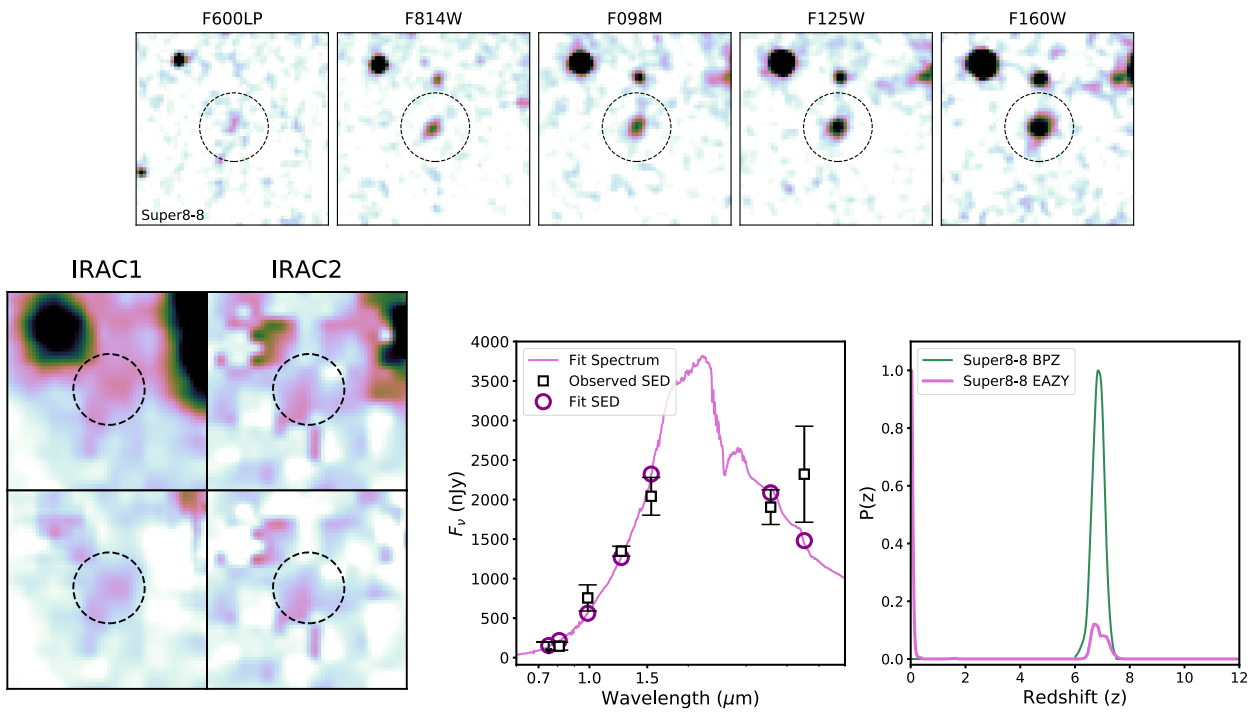 F600LP F814W F098M F125W F160W
Super8-8
IRAC1 IRAC2
Fit Spectrum
Observed SED
Fit SED
4000
3500
3000
2500
2000
1500
1000
500
0
0.7 1.0 1.5
Wavelength (μm)
Fν (nJy)
Super8-8 BPZ
Super8-8 EAZY
1.0
0.8
0.6
0.4
0.2
0.0
0 2 4 6 8 10 12
Redshift (z)
P(z)